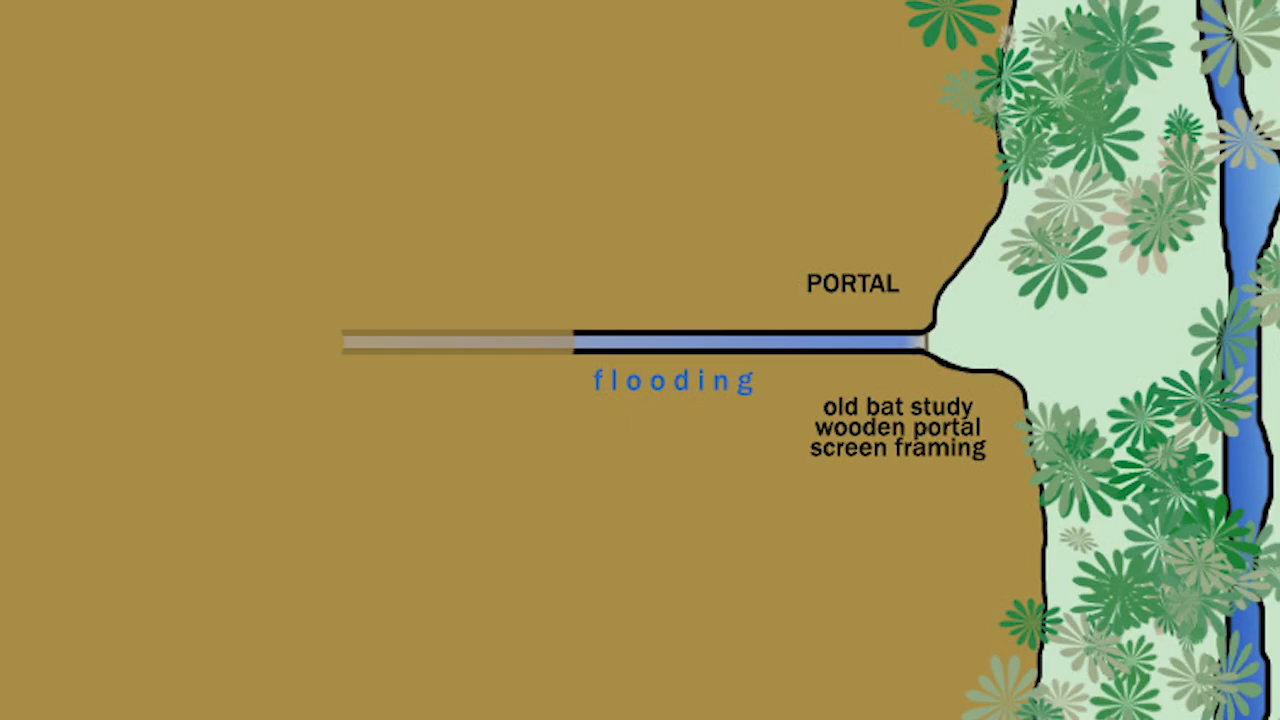 PORTAL
flooding
old bat study
wooden portal
screen framing